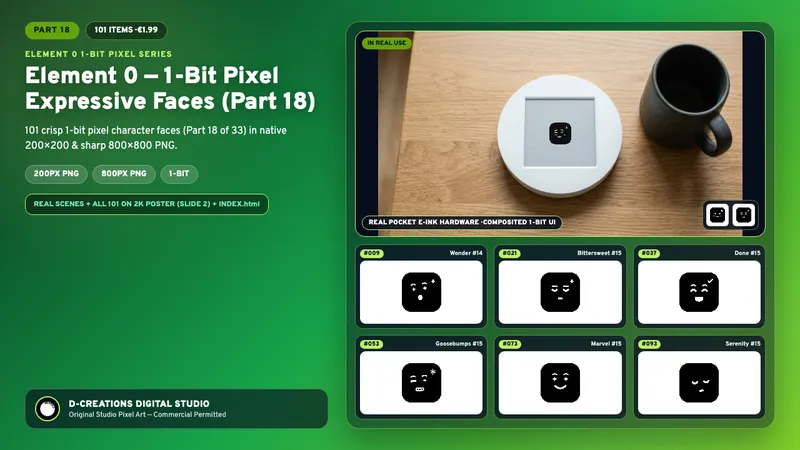 PART 18
101 ITEMS ·€1.99
ELEMENT 0 1-BIT PIXEL SERIES
Element 0 — 1-Bit Pixel
Expressive Faces (Part 18)
101 crisp 1-bit pixel character faces (Part 18 of 33) in native
200×200 & sharp 800×800 PNG.
200PX PNG
800PX PNG
1-BIT
REAL SCENES + ALL 101 ON 2K POSTER (SLIDE 2) + INDEX.html
D-CREATIONS DIGITAL STUDIO
Original Studio Pixel Art — Commercial Permitted
IN REAL USE
REAL POCKET E-INK HARDWARE ·COMPOSITED 1-BIT UI
#009
Wonder #14
#021
Bittersweet #15
#037
Done #15
#053
Goosebumps #15
#073
Marvel #15
#093
Serenity #15